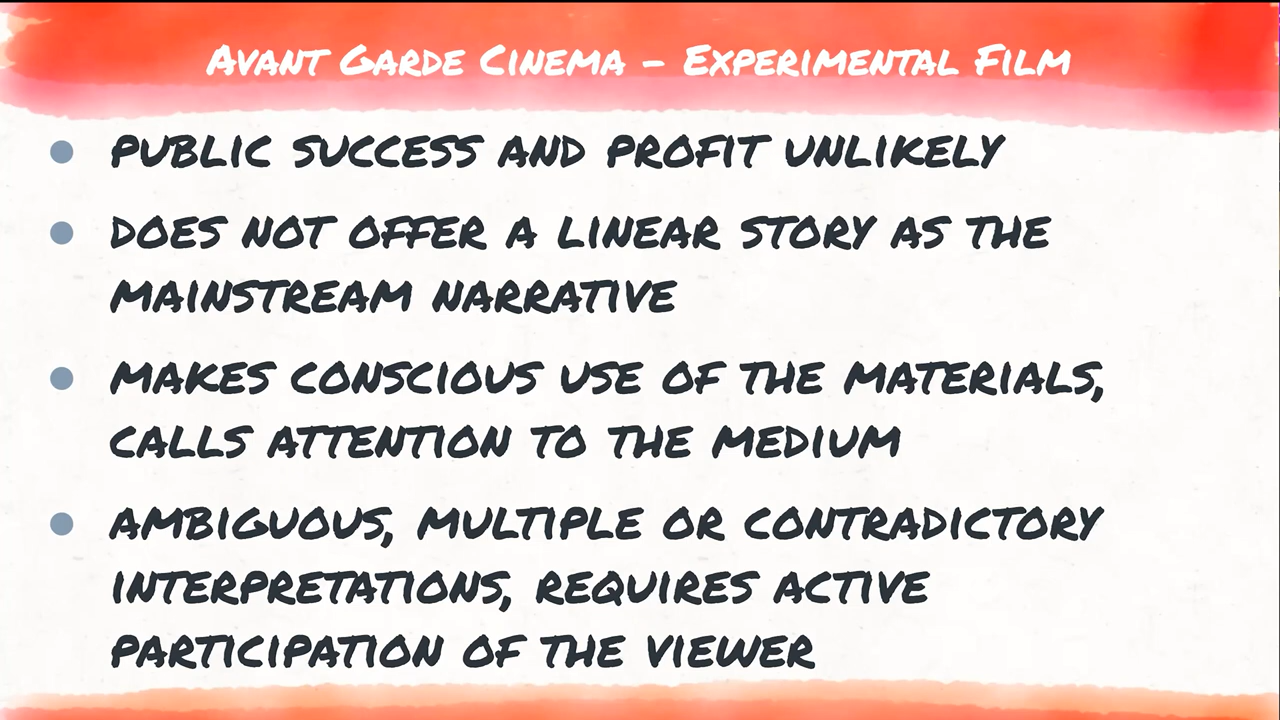 Avant Garde Cinema – Experimental Film
• PUBLIC SUCCESS AND PROFIT UNLIKELY
• DOES NOT OFFER A LINEAR STORY AS THE
MAINSTREAM NARRATIVE
• MAKES CONSCIOUS USE OF THE MATERIALS,
CALLS ATTENTION TO THE MEDIUM
• AMBIGUOUS, MULTIPLE OR CONTRADICTORY
INTERPRETATIONS, REQUIRES ACTIVE
PARTICIPATION OF THE VIEWER